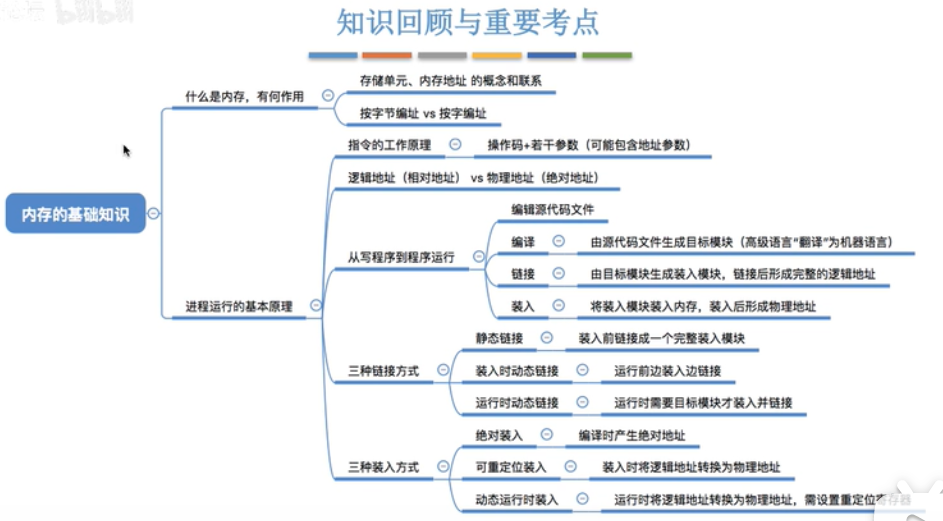 bilibili
知识回顾与重要考点
存储单元、内存地址 的概念和联系
什么是内存，有何作用
按字节编址 vs 按字编址
指令的工作原理 操作码+若干参数（可能包含地址参数）
逻辑地址（相对地址） vs 物理地址（绝对地址）
内存的基础知识
编辑源代码文件
编译 由源代码文件生成目标模块（高级语言“翻译”为机器语言）
从写程序到程序运行
链接 由目标模块生成装入模块，链接后形成完整的逻辑地址
进程运行的基本原理
装入 将装入模块装入内存，装入后形成物理地址
静态链接 装入前链接成一个完整装入模块
三种链接方式 装入时动态链接 运行前边装入边链接
运行时动态链接 运行时需要目标模块才装入并链接
绝对装入 编译时产生绝对地址
三种装入方式 可重定位装入 装入时将逻辑地址转换为物理地址
动态运行时装入 运行时将逻辑地址转换为物理地址，需设置重定位寄存器